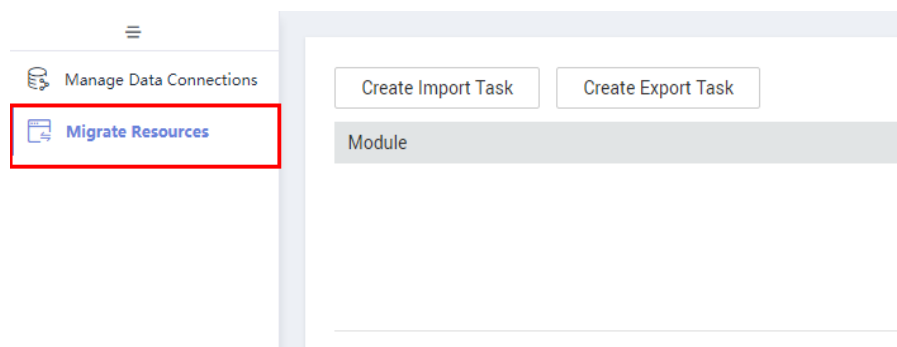 Manage Data Connections
Migrate Resources
Create Import Task
Create Export Task
Module